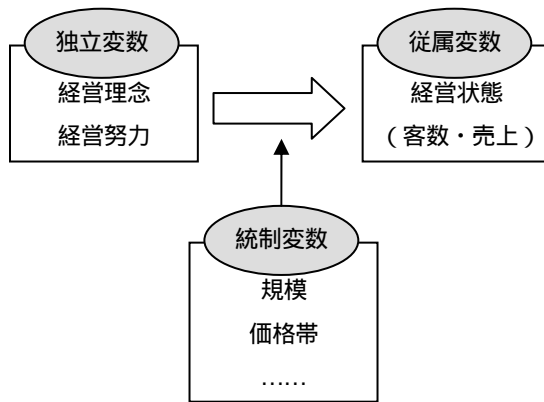 独立変数
経営理念
経営努力
従属変数
経営状態
（客数・売上）
統制変数
規模
価格帯
……